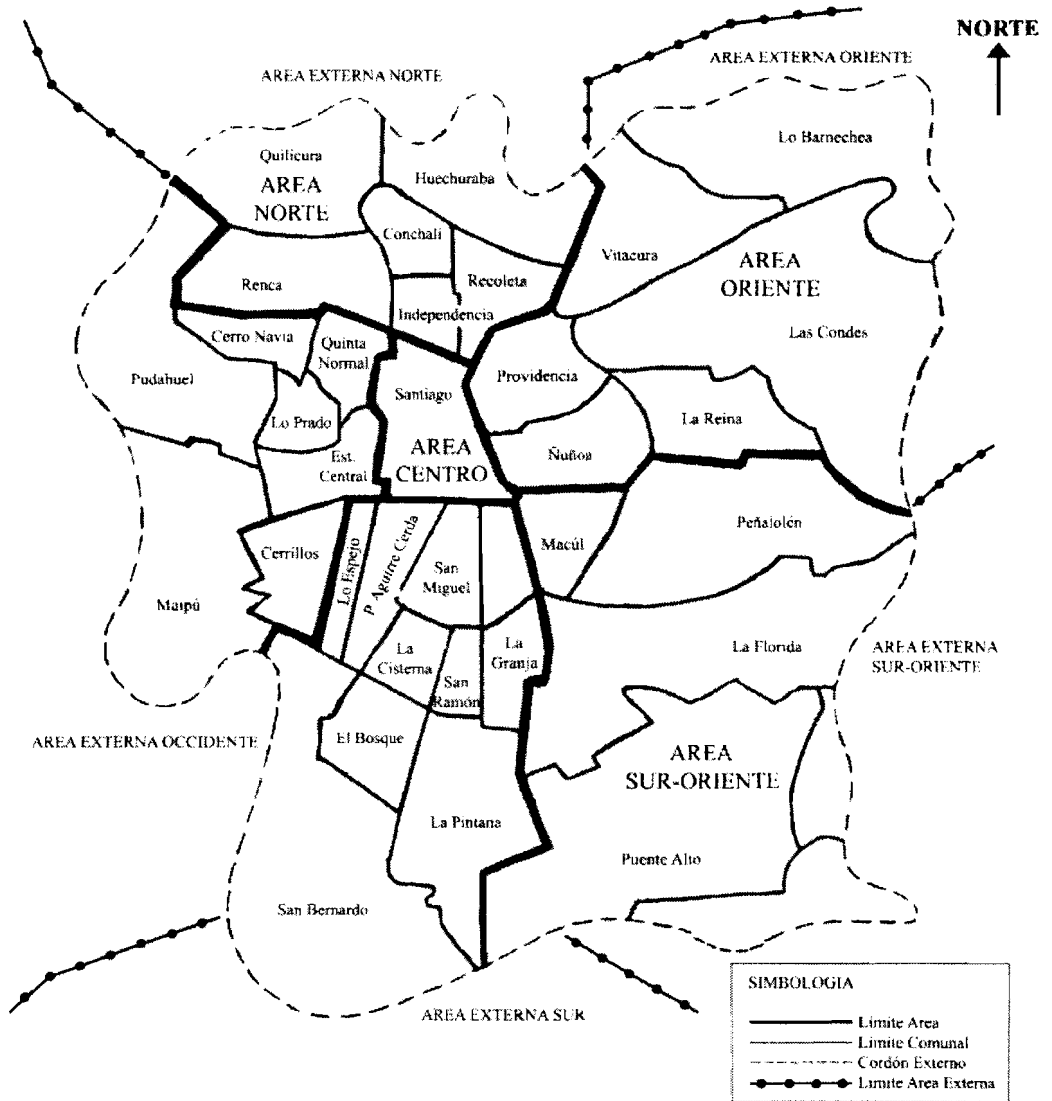 NORTE
AREA EXTERNA ORIENTE
AREA EXTERNA NORTE
Lo Barnechea
Quilicura
Huechuraba
AREA
NORTE
Conchalí
Vitacura
AREA
ORIENTE
Renca
Recoleta
Independencia
Cerro Navia
Quinta
Normal
Las Condes
Pudahuel
Providencia
Santiago
Lo Prado
La Reina
AREA
CENTRO
Est.
Central
Ñuñoa
Peñalolén
Cerrillos
Lo Espejo
P. Aguirre Cerda
Macúl
San
Miguel
Maipú
La
Cisterna
La
Granja
La Florida
AREA EXTERNA
SUR-ORIENTE
San
Ramón
AREA EXTERNA OCCIDENTE
El Bosque
AREA
SUR-ORIENTE
La Pintana
Puente Alto
San Bernardo
AREA EXTERNA SUR
SIMBOLOGIA
Límite Area
Límite Comunal
Cordón Externo
Límite Area Externa